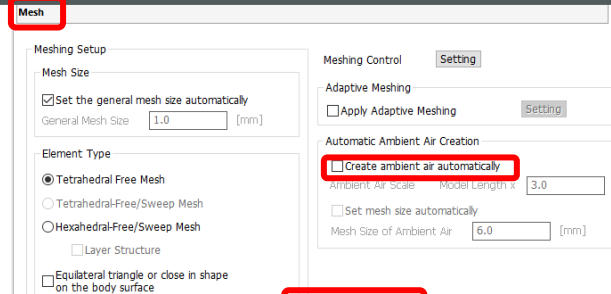 Mesh
Meshing Setup
Mesh Size
Set the general mesh size automatically
General Mesh Size 1.0 [mm]
Element Type
Tetrahedral Free Mesh
Tetrahedral-Free/Sweep Mesh
Hexahedral-Free/Sweep Mesh
Layer Structure
Equilateral triangle or close in shape
on the body surface
Meshing Control Setting
Adaptive Meshing
Apply Adaptive Meshing Setting
Automatic Ambient Air Creation
Create ambient air automatically
Ambient Air Scale Model Length x 3.0
Set mesh size automatically
Mesh Size of Ambient Air 6.0 [mm]